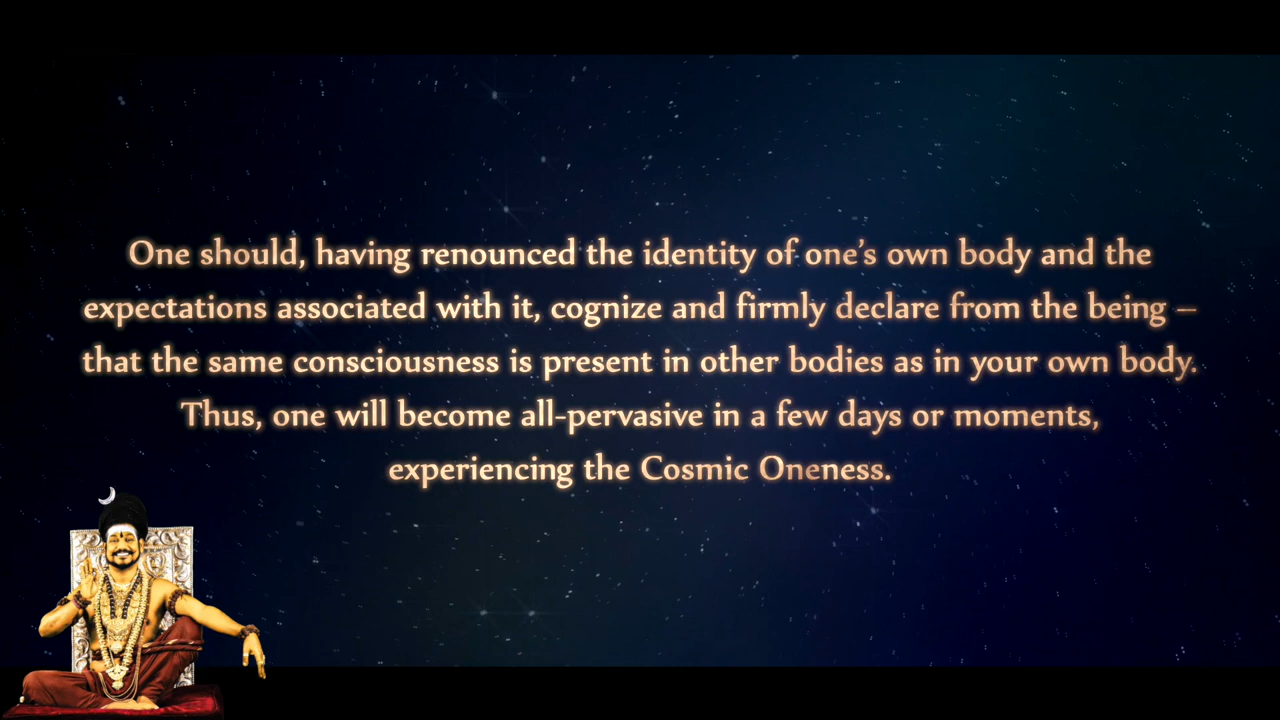 One should, having renounced the identity of one's own body and the
expectations associated with it, cognize and firmly declare from the being –
that the same consciousness is present in other bodies as in your own body.
Thus, one will become all-pervasive in a few days or moments,
experiencing the Cosmic Oneness.